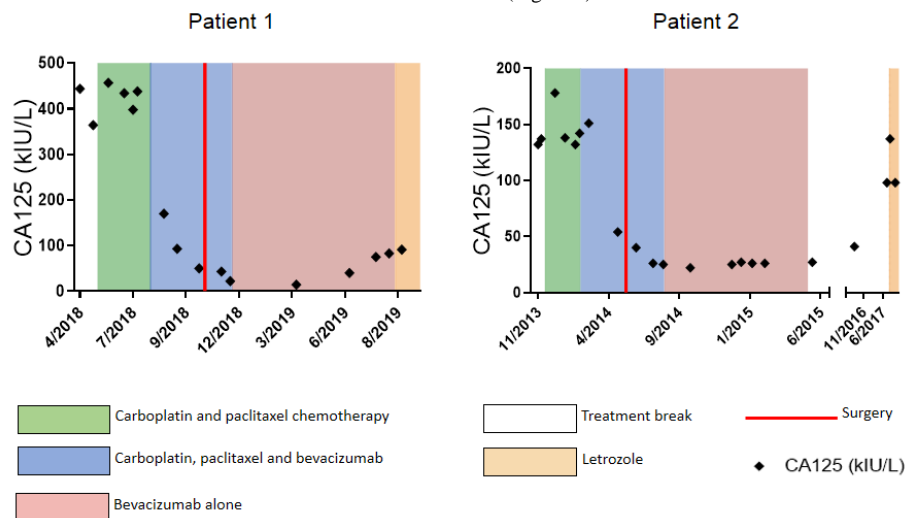 Patient 1
CA125 (kIU/L)
500
400
300
200
100
0
4/2018
7/2018
9/2018
12/2018
3/2019
6/2019
8/2019
Patient 2
CA125 (kIU/L)
200
150
100
50
0
11/2013
4/2014
9/2014
1/2015
6/2015
11/2016
6/2017
Carboplatin and paclitaxel chemotherapy
Carboplatin, paclitaxel and bevacizumab
Bevacizumab alone
Treatment break
Letrozole
Surgery
CA125 (kIU/L)